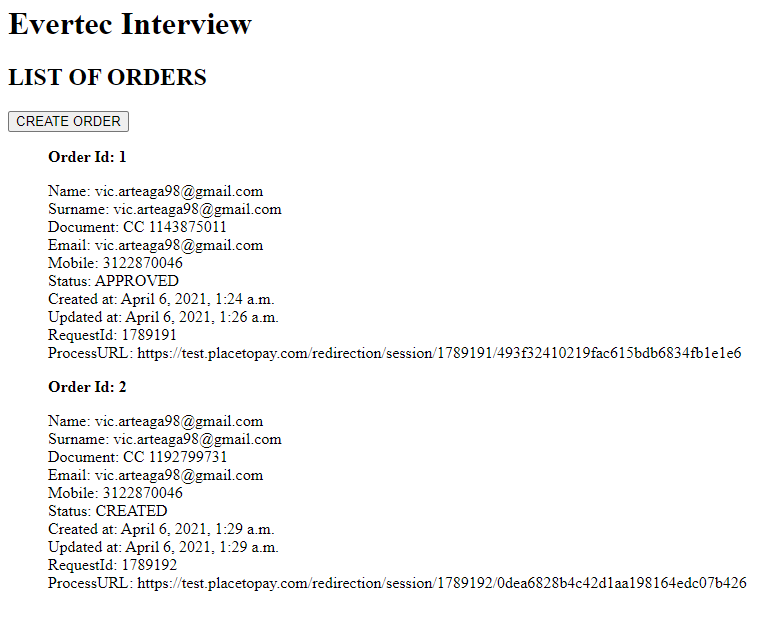 Evertec Interview
LIST OF ORDERS
CREATE ORDER
Order Id: 1
Name: vic.arteaga98@gmail.com
Surname: vic.arteaga98@gmail.com
Document: CC 1143875011
Email: vic.arteaga98@gmail.com
Mobile: 3122870046
Status: APPROVED
Created at: April 6, 2021, 1:24 a.m.
Updated at: April 6, 2021, 1:26 a.m.
RequestId: 1789191
ProcessURL: https://test.placetopay.com/redirection/session/1789191/493f32410219fac615bdb6834fb1e1e6
Order Id: 2
Name: vic.arteaga98@gmail.com
Surname: vic.arteaga98@gmail.com
Document: CC 1192799731
Email: vic.arteaga98@gmail.com
Mobile: 3122870046
Status: CREATED
Created at: April 6, 2021, 1:29 a.m.
Updated at: April 6, 2021, 1:29 a.m.
RequestId: 1789192
ProcessURL: https://test.placetopay.com/redirection/session/1789192/0dea6828b4c42d1aa198164edc07b426